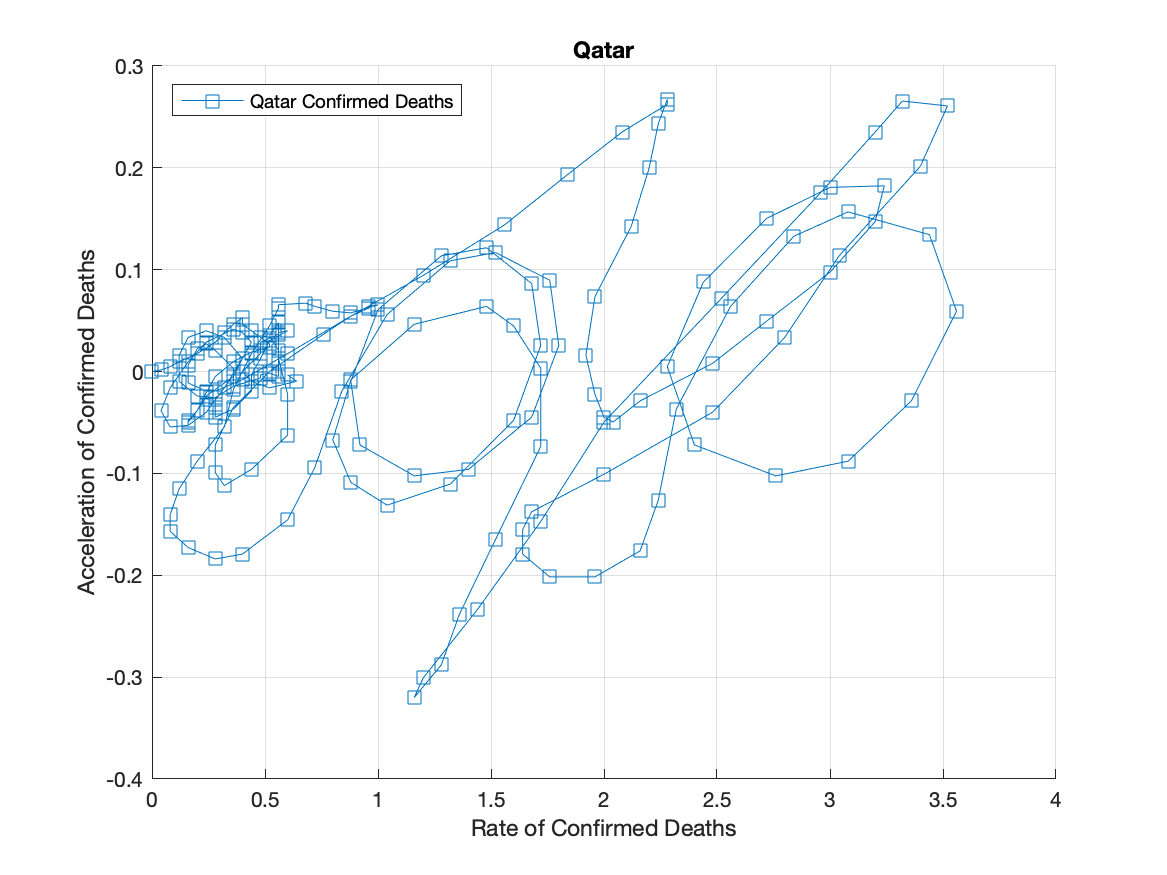 Qatar
Qatar Confirmed Deaths
Acceleration of Confirmed Deaths
0.3
0.2
0.1
0
-0.1
-0.2
-0.3
-0.4
0 0.5 1 1.5 2 2.5 3 3.5 4
Rate of Confirmed Deaths